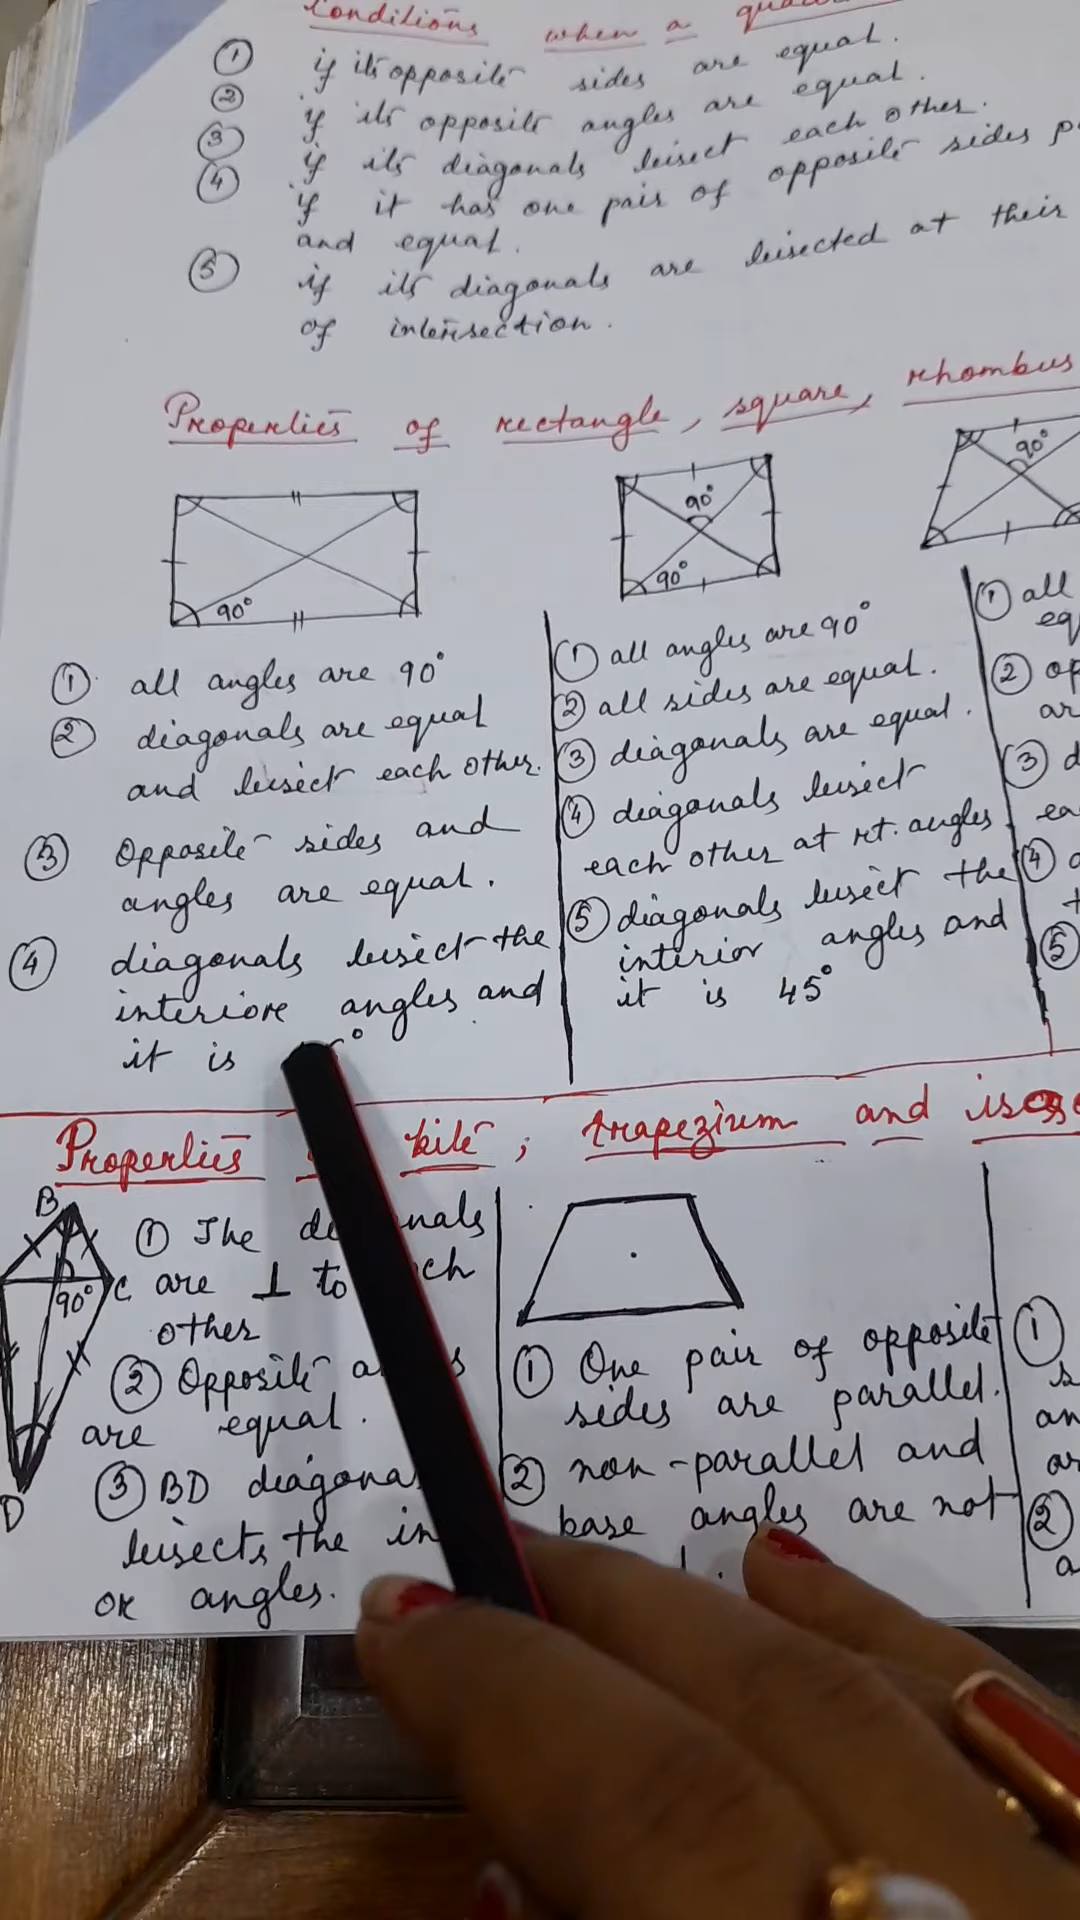 Conditions when a
① if its opposite sides are equal.
② if its opposite angles are equal.
③ if its diagonals bisect each other.
④ if it has one pair of opposite sides
and equal.
⑤ if its diagonals are bisected at their
of intersection.
Properties of rectangle, square, rhombus
90°
90°
90°
90°
① all angles are 90°
② diagonals are equal
and bisect each other.
③ Opposite sides and
angles are equal.
④ diagonals bisect the
interiore angles and
it is
① all angles are 90°
② all sides are equal.
③ diagonals are equal.
④ diagonals bisect
each other at rt. angles
⑤ diagonals bisect the
interior angles and
it is 45°
① all
②
③
④
⑤
Properties kite, trapezium and
B
C
90°
D
① The
are ⊥ to
other
② Opposite
are equal.
③ BD
bisects the
or angles.
① One pair of opposite
sides are parallel.
② non-parallel and
base angles are not
①
②